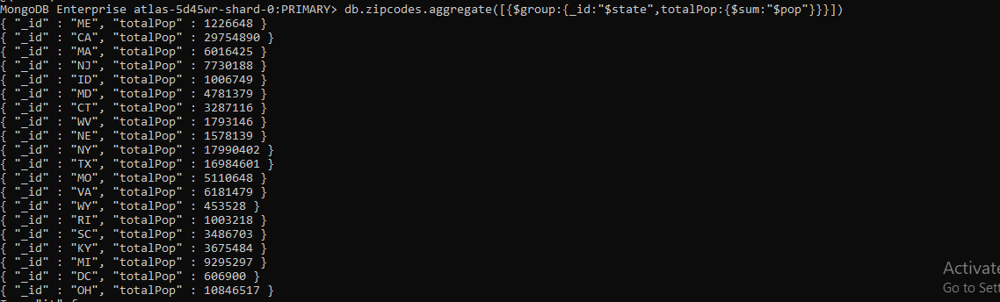 MongoDB Enterprise atlas-5d45wr-shard-0:PRIMARY> db.zipcodes.aggregate([{$group:{_id:"$state",totalPop:{$sum:"$pop"}}}])
{ "_id" : "ME", "totalPop" : 1226648 }
{ "_id" : "CA", "totalPop" : 29754890 }
{ "_id" : "MA", "totalPop" : 6016425 }
{ "_id" : "NJ", "totalPop" : 7730188 }
{ "_id" : "ID", "totalPop" : 1006749 }
{ "_id" : "MD", "totalPop" : 4781379 }
{ "_id" : "CT", "totalPop" : 3287116 }
{ "_id" : "WV", "totalPop" : 1793146 }
{ "_id" : "NE", "totalPop" : 1578139 }
{ "_id" : "NY", "totalPop" : 17990402 }
{ "_id" : "TX", "totalPop" : 16984601 }
{ "_id" : "MO", "totalPop" : 5110648 }
{ "_id" : "VA", "totalPop" : 6181479 }
{ "_id" : "WY", "totalPop" : 453528 }
{ "_id" : "RI", "totalPop" : 1003218 }
{ "_id" : "SC", "totalPop" : 3486703 }
{ "_id" : "KY", "totalPop" : 3675484 }
{ "_id" : "MI", "totalPop" : 9295297 }
{ "_id" : "DC", "totalPop" : 606900 }
{ "_id" : "OH", "totalPop" : 10846517 }
Activate
Go to Sett